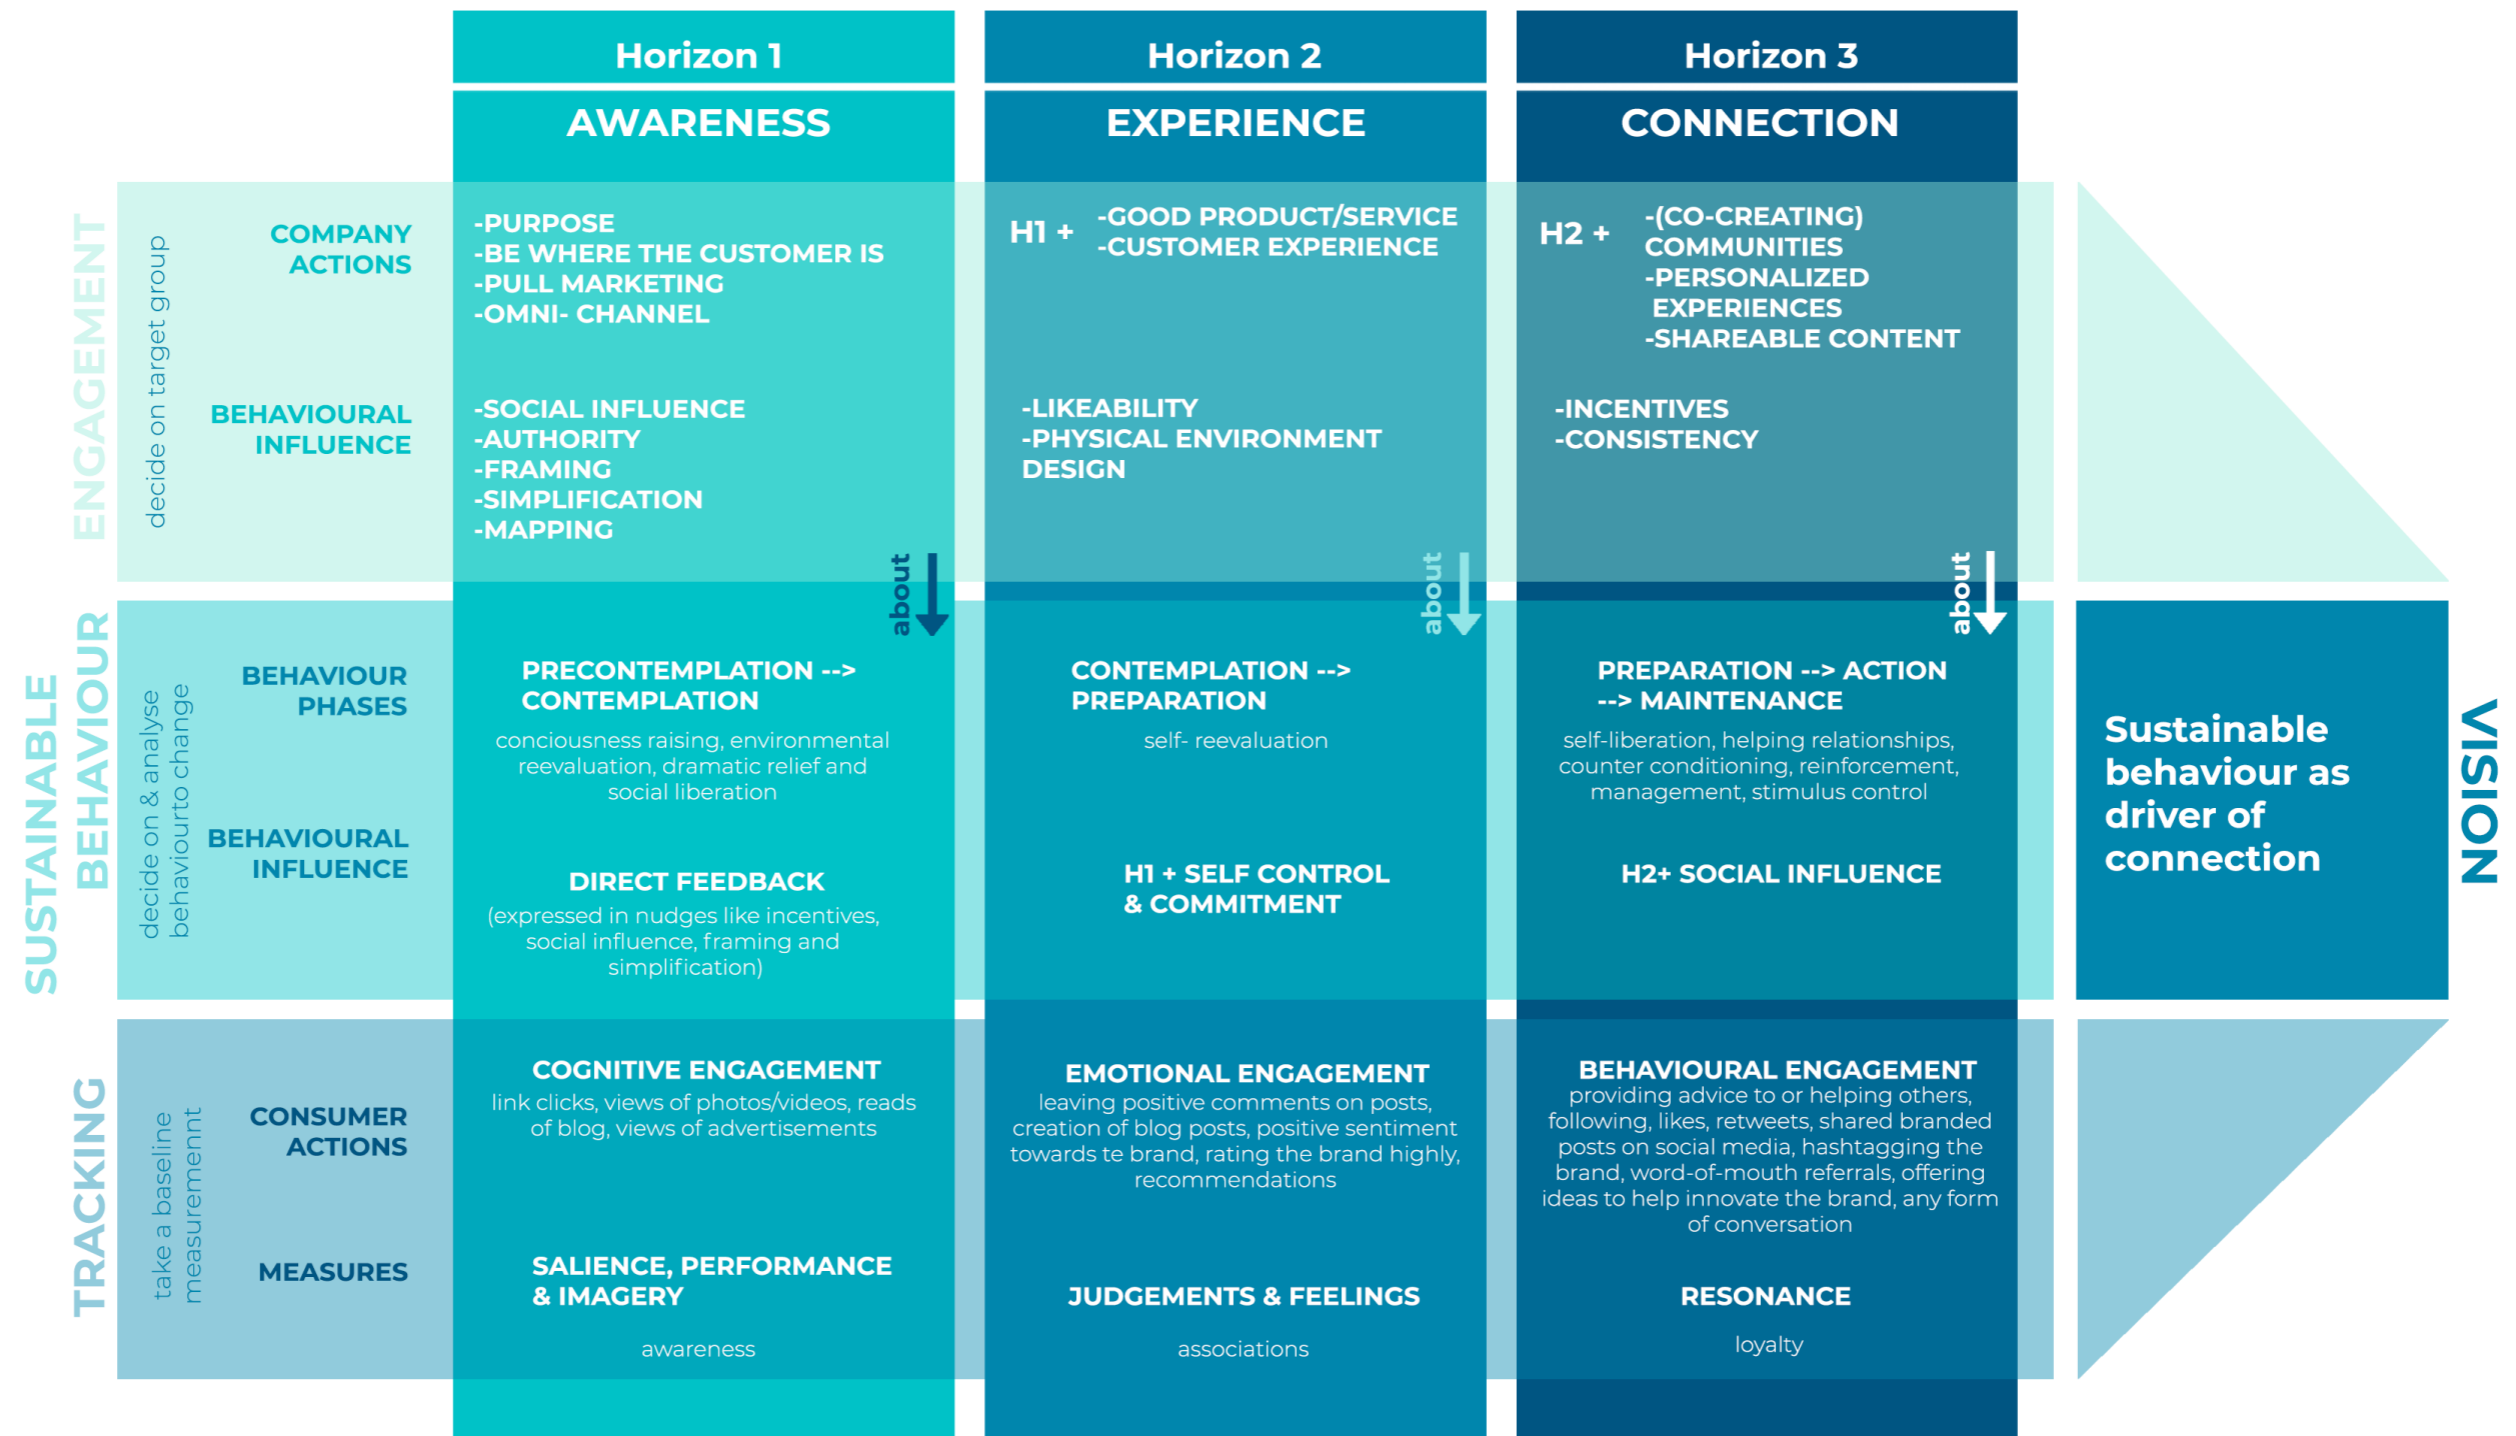 Horizon 1
Horizon 2
Horizon 3
AWARENESS
EXPERIENCE
CONNECTION
ENGAGEMENT
decide on target group
COMPANY
ACTIONS
-PURPOSE
-BE WHERE THE CUSTOMER IS
-PULL MARKETING
-OMNI- CHANNEL
H1 +
-GOOD PRODUCT/SERVICE
-CUSTOMER EXPERIENCE
H2 +
-(CO-CREATING)
COMMUNITIES
-PERSONALIZED
EXPERIENCES
-SHAREABLE CONTENT
BEHAVIOURAL
INFLUENCE
-SOCIAL INFLUENCE
-AUTHORITY
-FRAMING
-SIMPLIFICATION
-MAPPING
-LIKEABILITY
-PHYSICAL ENVIRONMENT
DESIGN
-INCENTIVES
-CONSISTENCY
about
about
about
SUSTAINABLE
BEHAVIOUR
decide on & analyse
behaviourto change
BEHAVIOUR
PHASES
PRECONTEMPLATION -->
CONTEMPLATION
conciousness raising, environmental
reevaluation, dramatic relief and
social liberation
CONTEMPLATION -->
PREPARATION
self- reevaluation
PREPARATION --> ACTION
--> MAINTENANCE
self-liberation, helping relationships,
counter conditioning, reinforcement,
management, stimulus control
BEHAVIOURAL
INFLUENCE
DIRECT FEEDBACK
(expressed in nudges like incentives,
social influence, framing and
simplification)
H1 + SELF CONTROL
& COMMITMENT
H2+ SOCIAL INFLUENCE
Sustainable
behaviour as
driver of
connection
VISION
TRACKING
take a baseline
measuremennt
CONSUMER
ACTIONS
COGNITIVE ENGAGEMENT
link clicks, views of photos/videos, reads
of blog, views of advertisements
EMOTIONAL ENGAGEMENT
leaving positive comments on posts,
creation of blog posts, positive sentiment
towards te brand, rating the brand highly,
recommendations
BEHAVIOURAL ENGAGEMENT
providing advice to or helping others,
following, likes, retweets, shared branded
posts on social media, hashtagging the
brand, word-of-mouth referrals, offering
ideas to help innovate the brand, any form
of conversation
MEASURES
SALIENCE, PERFORMANCE
& IMAGERY
awareness
JUDGEMENTS & FEELINGS
associations
RESONANCE
loyalty